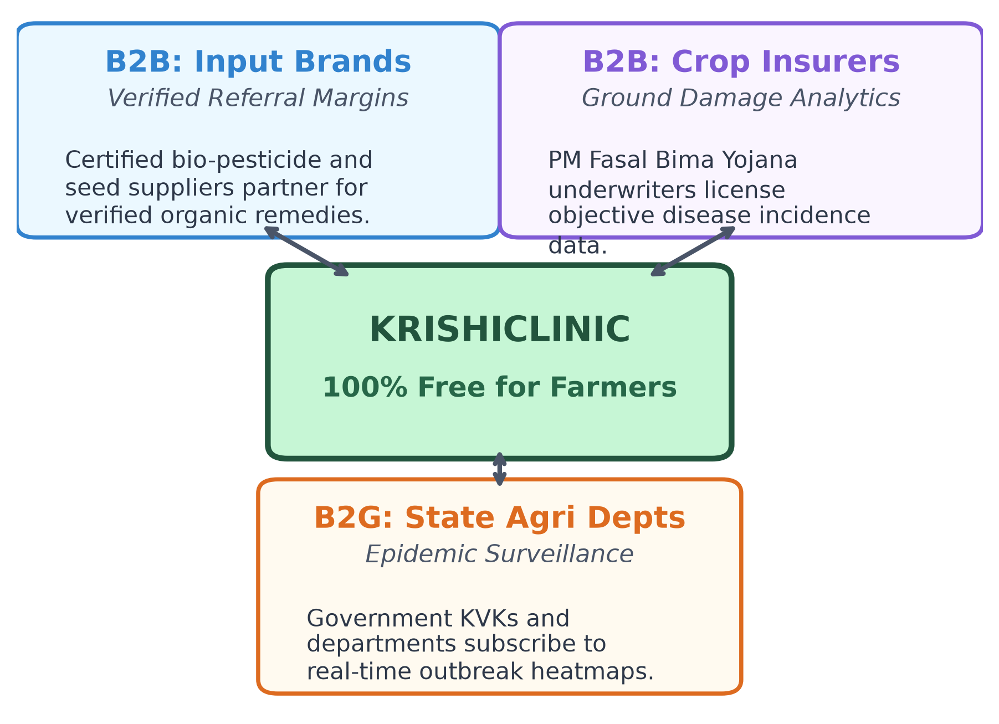 B2B: Input Brands
Verified Referral Margins
Certified bio-pesticide and
seed suppliers partner for
verified organic remedies.
B2B: Crop Insurers
Ground Damage Analytics
PM Fasal Bima Yojana
underwriters license
objective disease incidence
data.
KRISHICLINIC
100% Free for Farmers
B2G: State Agri Depts
Epidemic Surveillance
Government KVKs and
departments subscribe to
real-time outbreak heatmaps.